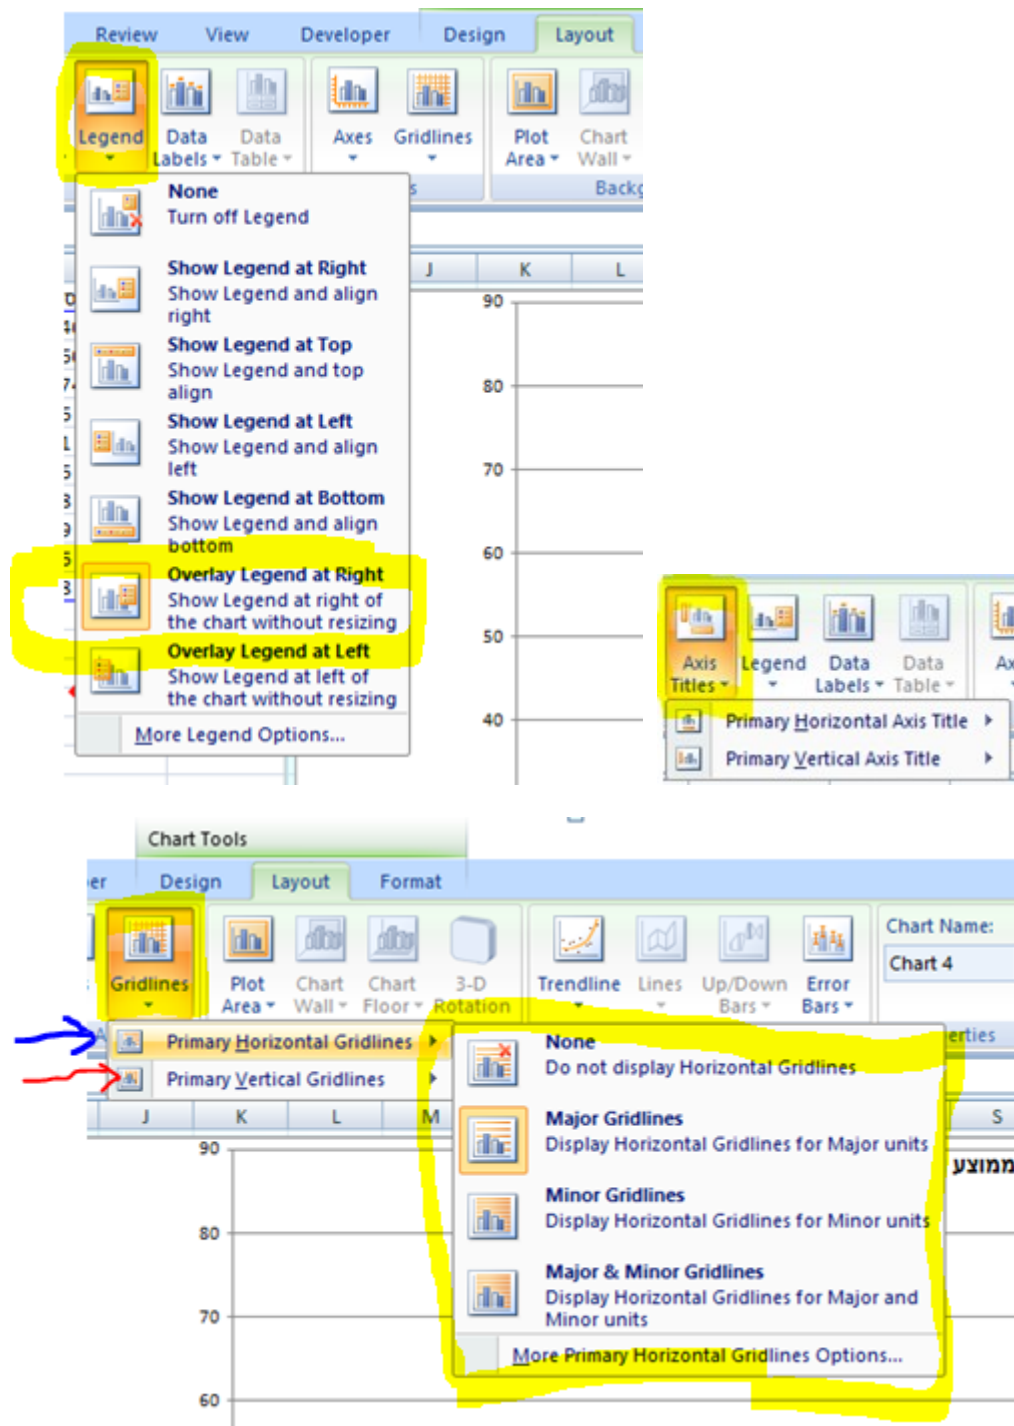 Review View Developer Design Layout
Legend Data Labels Data Table Axes Gridlines Plot Area Chart Wall
None
Turn off Legend
Show Legend at Right
Show Legend and align
right
Show Legend at Top
Show Legend and top
align
Show Legend at Left
Show Legend and align
left
Show Legend at Bottom
Show Legend and align
bottom
Overlay Legend at Right
Show Legend at right of
the chart without resizing
Overlay Legend at Left
Show Legend at left of
the chart without resizing
More Legend Options...
J K L
90
80
70
60
50
40
Axis Titles Legend Data Labels Data Table
Primary Horizontal Axis Title
Primary Vertical Axis Title
Chart Tools
Design Layout Format
Gridlines Plot Area Chart Wall Chart Floor 3-D Rotation Trendline Lines Up/Down Bars Error Bars
Chart Name:
Chart 4
Primary Horizontal Gridlines
Primary Vertical Gridlines
None
Do not display Horizontal Gridlines
Major Gridlines
Display Horizontal Gridlines for Major units
Minor Gridlines
Display Horizontal Gridlines for Minor units
Major & Minor Gridlines
Display Horizontal Gridlines for Major and
Minor units
More Primary Horizontal Gridlines Options...
J K L M S
ממוצע
90
80
70
60